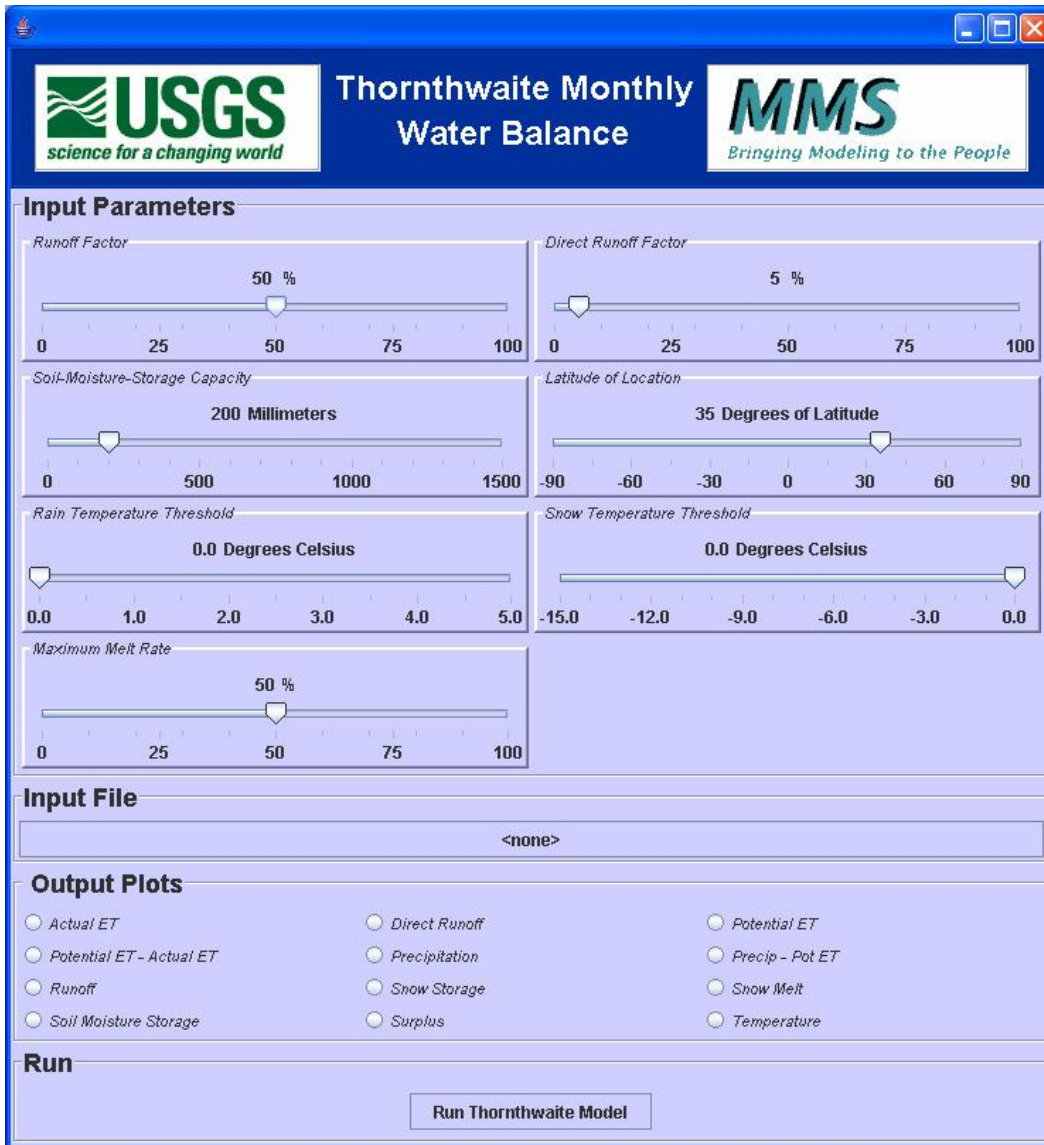 USGS
science for a changing world
Thornthwaite Monthly
Water Balance
MMS
Bringing Modeling to the People
Input Parameters
Runoff Factor
50 %
0 25 50 75 100
Direct Runoff Factor
5 %
0 25 50 75 100
Soil-Moisture-Storage Capacity
200 Millimeters
0 500 1000 1500
Latitude of Location
35 Degrees of Latitude
-90 -60 -30 0 30 60 90
Rain Temperature Threshold
0.0 Degrees Celsius
0.0 1.0 2.0 3.0 4.0 5.0
Snow Temperature Threshold
0.0 Degrees Celsius
-15.0 -12.0 -9.0 -6.0 -3.0 0.0
Maximum Melt Rate
50 %
0 25 50 75 100
Input File
<none>
Output Plots
Actual ET Direct Runoff Potential ET
Potential ET - Actual ET Precipitation Precip - Pot ET
Runoff Snow Storage Snow Melt
Soil Moisture Storage Surplus Temperature
Run
Run Thornthwaite Model